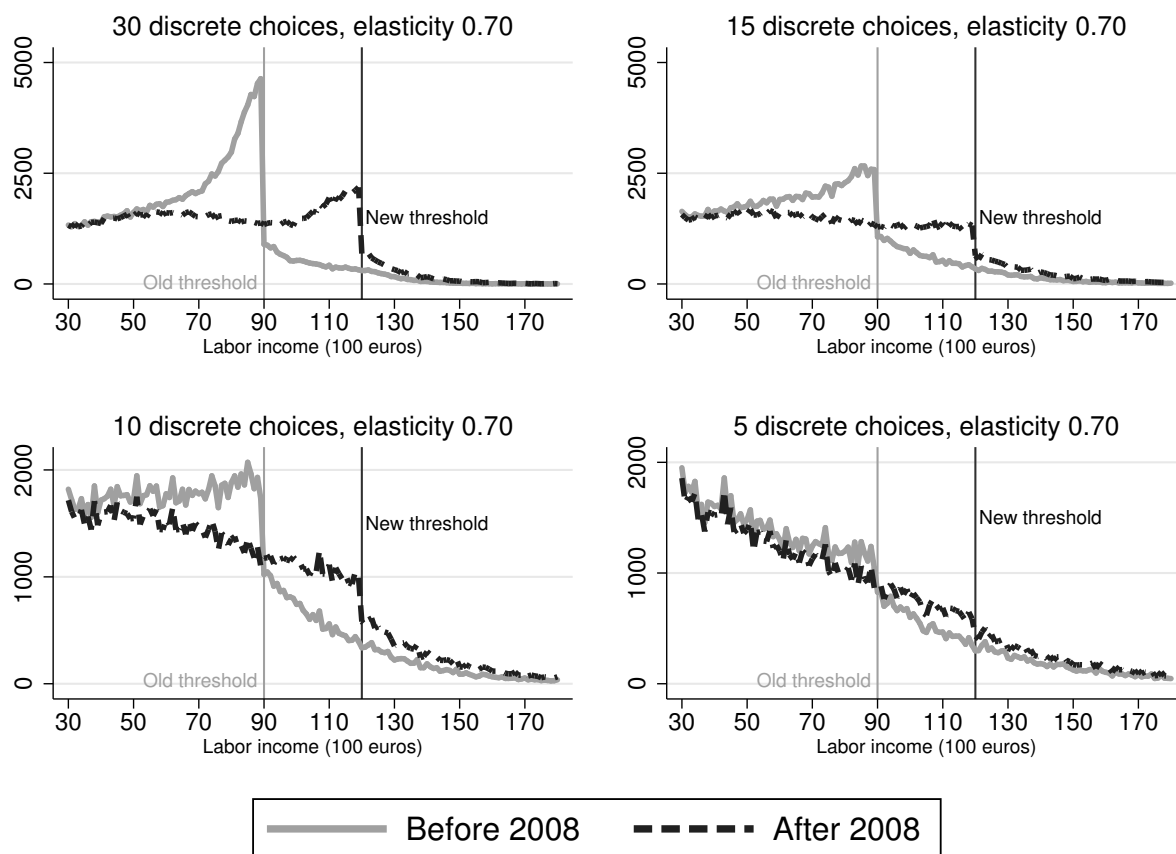 30 discrete choices, elasticity 0.70
5000
2500
0
New threshold
Old threshold
30 50 70 90 110 130 150 170
Labor income (100 euros)
15 discrete choices, elasticity 0.70
5000
2500
0
New threshold
Old threshold
30 50 70 90 110 130 150 170
Labor income (100 euros)
10 discrete choices, elasticity 0.70
2000
1000
0
New threshold
Old threshold
30 50 70 90 110 130 150 170
Labor income (100 euros)
5 discrete choices, elasticity 0.70
2000
1000
0
New threshold
Old threshold
30 50 70 90 110 130 150 170
Labor income (100 euros)
Before 2008 After 2008